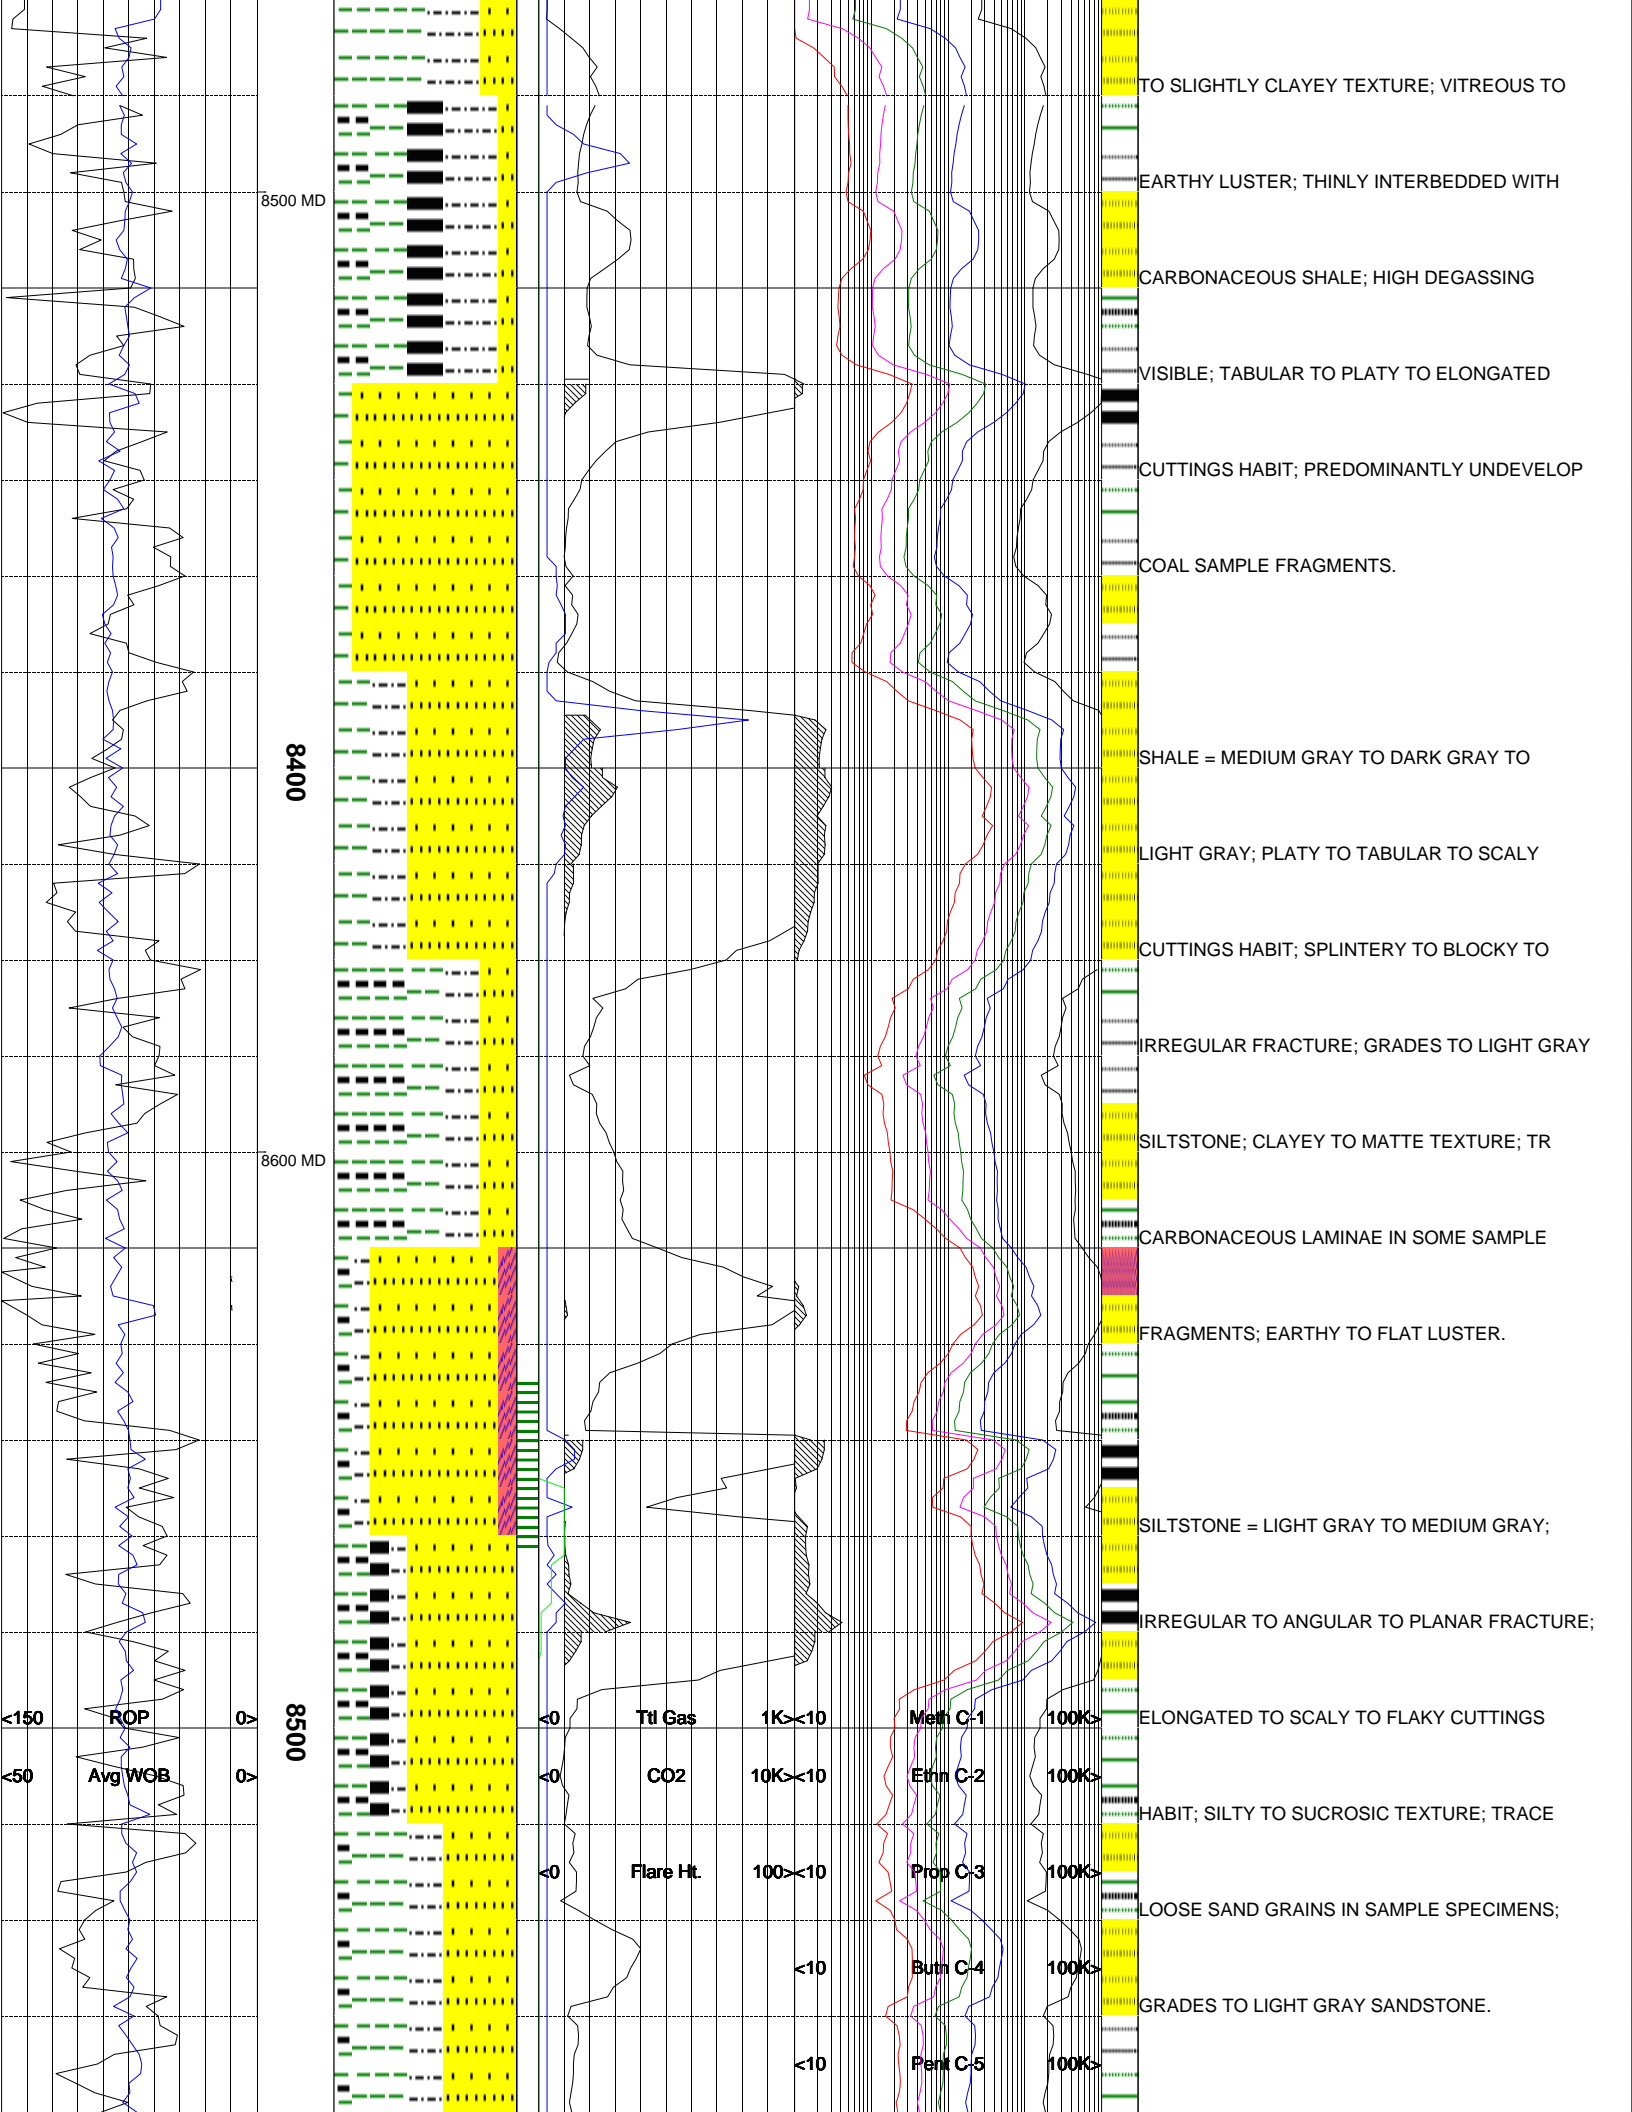 TO SLIGHTLY CLAYEY TEXTURE; VITREOUS TO
EARTHY LUSTER; THINLY INTERBEDDED WITH
8500 MD
CARBONACEOUS SHALE; HIGH DEGASSING
VISIBLE; TABULAR TO PLATY TO ELONGATED
CUTTINGS HABIT; PREDOMINANTLY UNDEVELOP
COAL SAMPLE FRAGMENTS.
SHALE = MEDIUM GRAY TO DARK GRAY TO
8400
LIGHT GRAY; PLATY TO TABULAR TO SCALY
CUTTINGS HABIT; SPLINTERY TO BLOCKY TO
IRREGULAR FRACTURE; GRADES TO LIGHT GRAY
SILTSTONE; CLAYEY TO MATTE TEXTURE; TR
8600 MD
CARBONACEOUS LAMINAE IN SOME SAMPLE
FRAGMENTS; EARTHY TO FLAT LUSTER.
SILTSTONE = LIGHT GRAY TO MEDIUM GRAY;
IRREGULAR TO ANGULAR TO PLANAR FRACTURE;
<150 ROP 0> <0 Ttl Gas 1K> <10 Meth C-1 100K> ELONGATED TO SCALY TO FLAKY CUTTINGS
8500
<50 Avg WOB 0> <0 CO2 10K> <10 Ethn C-2 100K>
HABIT; SILTY TO SUCROSIC TEXTURE; TRACE
<0 Flare Ht. 100> <10 Prop C-3 100K>
LOOSE SAND GRAINS IN SAMPLE SPECIMENS;
<10 Butn C-4 100K>
GRADES TO LIGHT GRAY SANDSTONE.
<10 Pent C-5 100K>